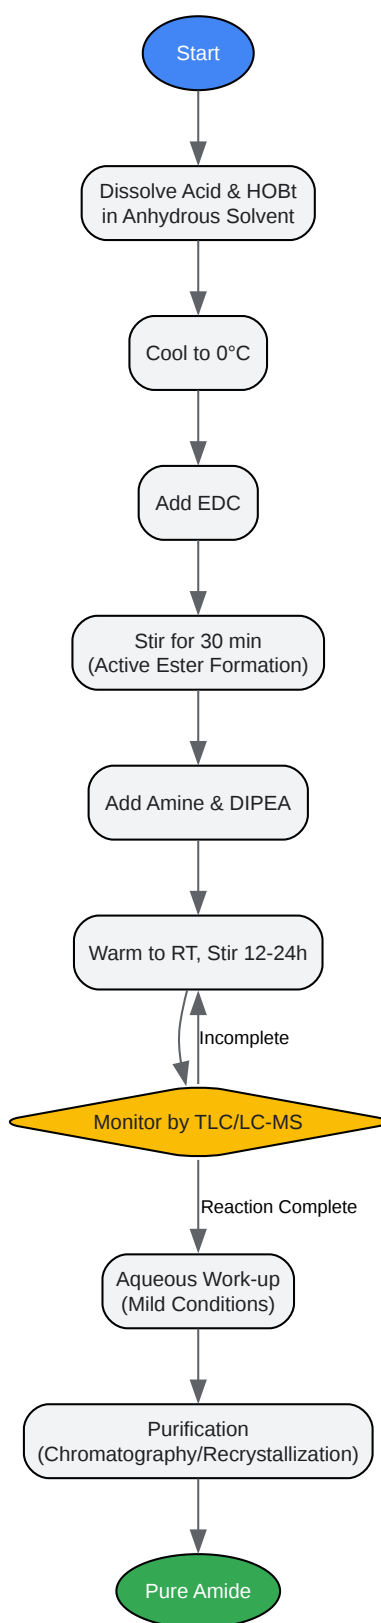 Start
Dissolve Acid & HOBt
in Anhydrous Solvent
Cool to 0°C
Add EDC
Stir for 30 min
(Active Ester Formation)
Add Amine & DIPEA
Warm to RT, Stir 12-24h
Incomplete
Monitor by TLC/LC-MS
Reaction Complete
Aqueous Work-up
(Mild Conditions)
Purification
(Chromatography/Recrystallization)
Pure Amide